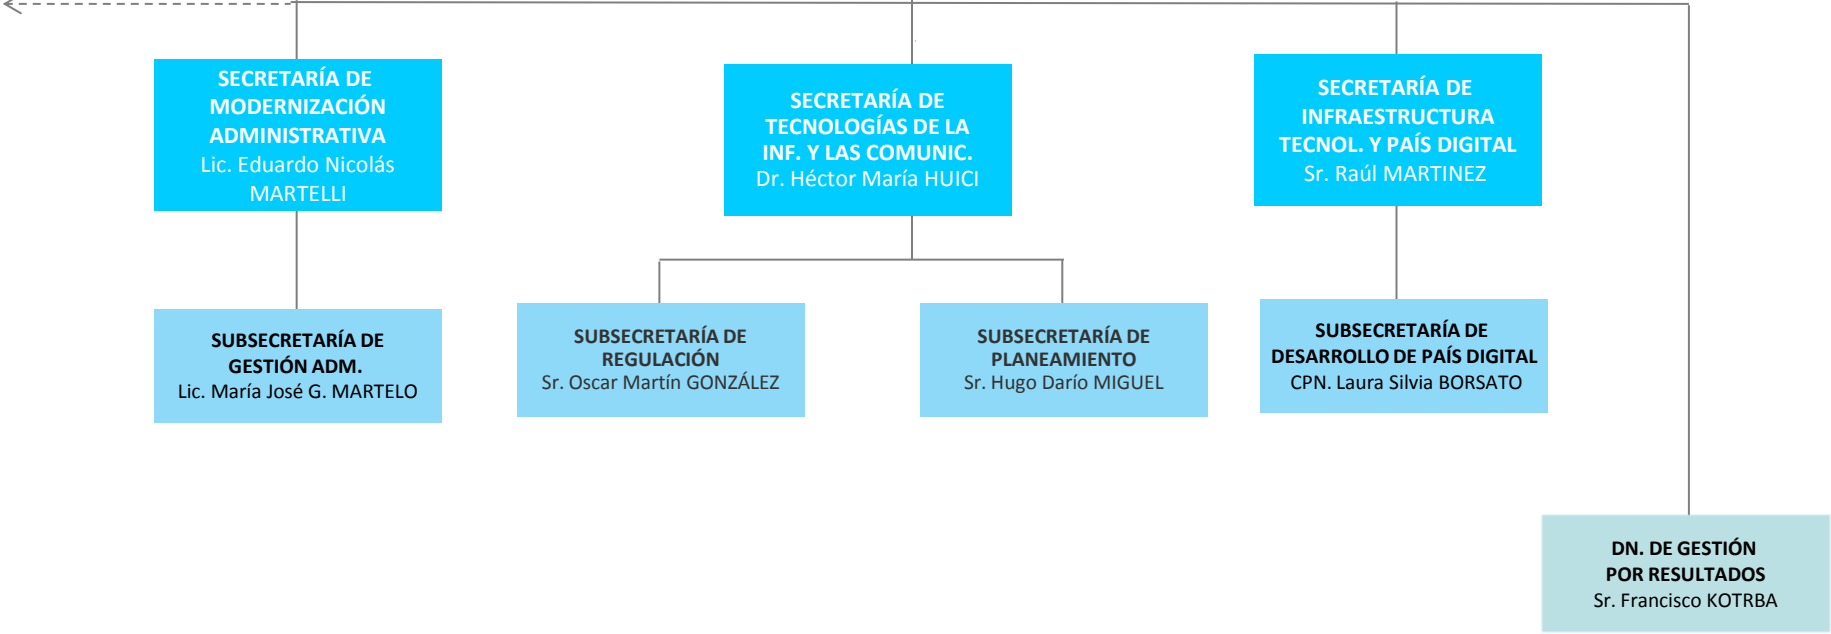 SECRETARÍA DE
MODERNIZACIÓN
ADMINISTRATIVA
Lic. Eduardo Nicolás
MARTELLI
SECRETARÍA DE
TECNOLOGÍAS DE LA
INF. Y LAS COMUNIC.
Dr. Héctor María HUICI
SECRETARÍA DE
INFRAESTRUCTURA
TECNOL. Y PAÍS DIGITAL
Sr. Raúl MARTINEZ
SUBSECRETARÍA DE
GESTIÓN ADM.
Lic. María José G. MARTELO
SUBSECRETARÍA DE
REGULACIÓN
Sr. Oscar Martín GONZÁLEZ
SUBSECRETARÍA DE
PLANEAMIENTO
Sr. Hugo Darío MIGUEL
SUBSECRETARÍA DE
DESARROLLO DE PAÍS DIGITAL
CPN. Laura Silvia BORSATO
DN. DE GESTIÓN
POR RESULTADOS
Sr. Francisco KOTRBA